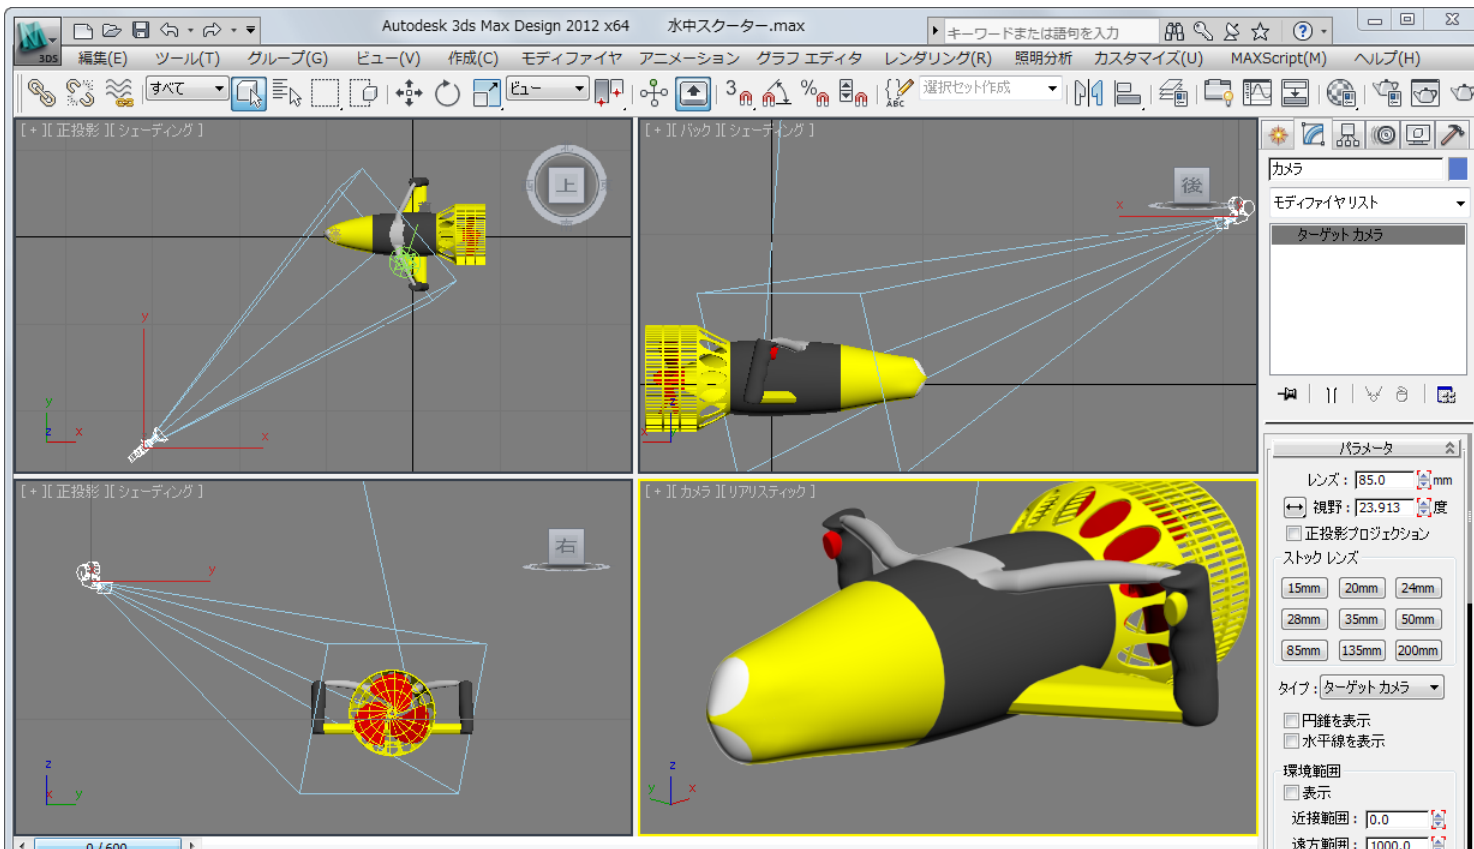 Autodesk 3ds Max Design 2012 x64 水中スクーター.max
キーワードまたは語句を入力
3DS
編集(E) ツール(T) グループ(G) ビュー(V) 作成(C) モディファイヤ アニメーション グラフ エディタ レンダリング(R) 照明分析 カスタマイズ(U) MAXScript(M) ヘルプ(H)
すべて
ビュー
3
%
ABC
選択セット作成
[ + ][ 正投影 ][ シェーディング ]
上
y
x
y
z x
[ + ][ バック ][ シェーディング ]
後
x
z
x
カメラ
モディファイヤ リスト
ターゲット カメラ
[ + ][ 正投影 ][ シェーディング ]
右
y
z
x y
[ + ][ カメラ ][ リアリスティック ]
z
y x
パラメータ
レンズ : 85.0 mm
視野 : 23.913 度
正投影プロジェクション
ストック レンズ
15mm 20mm 24mm
28mm 35mm 50mm
85mm 135mm 200mm
タイプ : ターゲット カメラ
円錐を表示
水平線を表示
環境範囲
表示
近接範囲 : 0.0
遠方範囲 : 1000.0
0 / 600